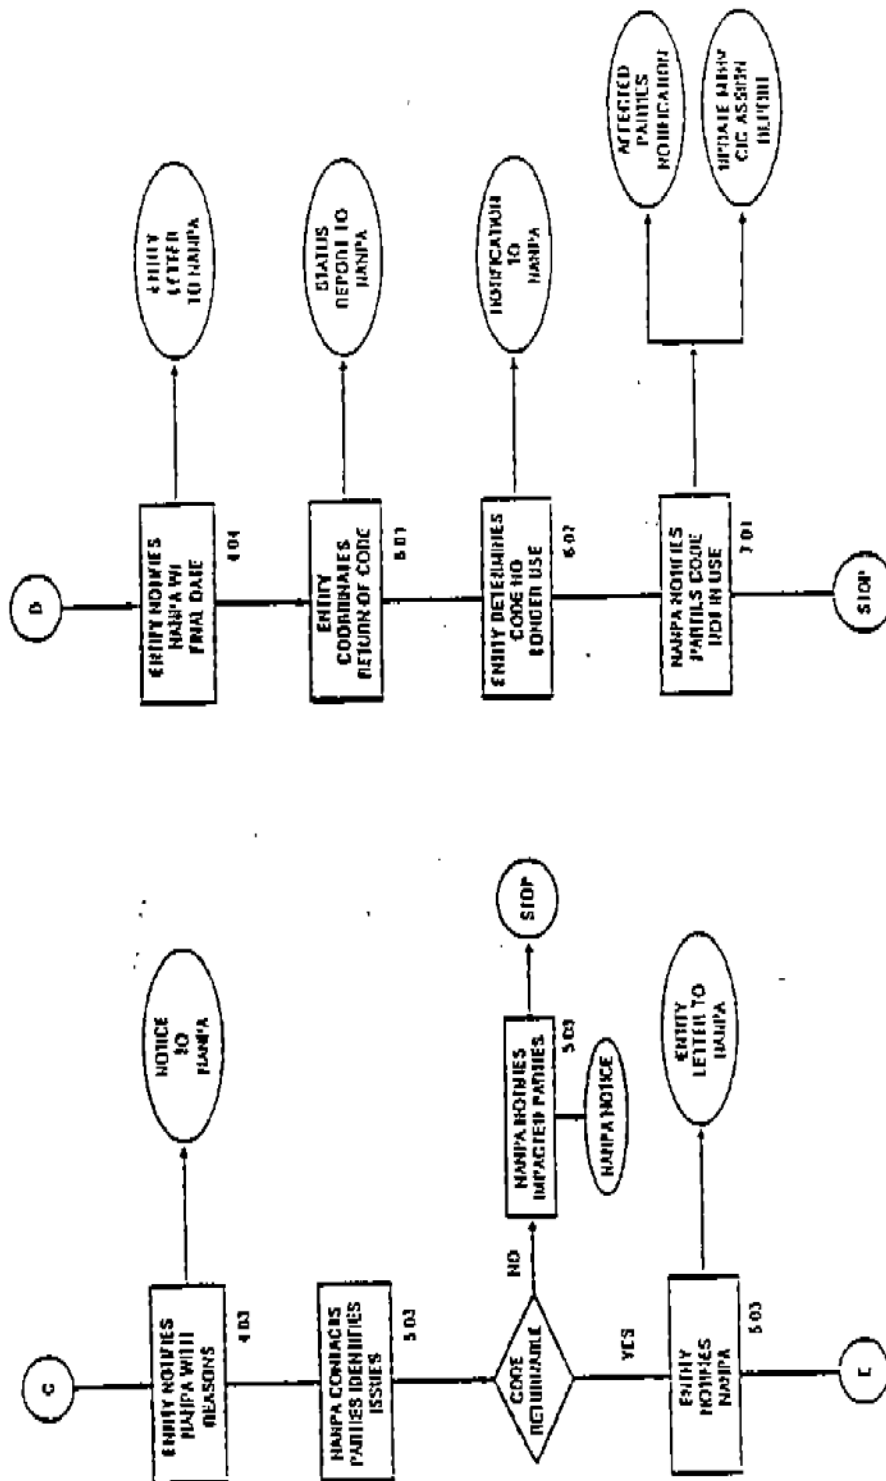 C
ENTITY NOTIFIES
NANPA WITH
REASONS
4.03
NOTICE
TO
NANPA
NANPA CONTACTS
PARTIES IDENTIFIES
ISSUES
5.03
CODE
RETURNABLE
NO
NANPA NOTIFIES
IMPACTED PARTIES.
5.03
NANPA NOTICE
STOP
YES
ENTITY
NOTIFIES
NANPA
5.03
ENTITY
LETTER TO
NANPA
D
ENTITY NOTIFIES
NANPA W/
FINAL DATE
4.04
ENTITY
LETTER
TO NANPA
ENTITY
COORDINATES
RETURN OF CODE
STATUS
REPORT TO
NANPA
ENTITY DETERMINES
CODE NO
LONGER USE
NOTIFICATION
TO
NANPA
NANPA NOTIFIES
PARTIES CODE
NOT IN USE
7.01
AFFECTED
PARTIES
NOTIFICATION
UPDATE
CIC ASSIGN
REPORT
STOP